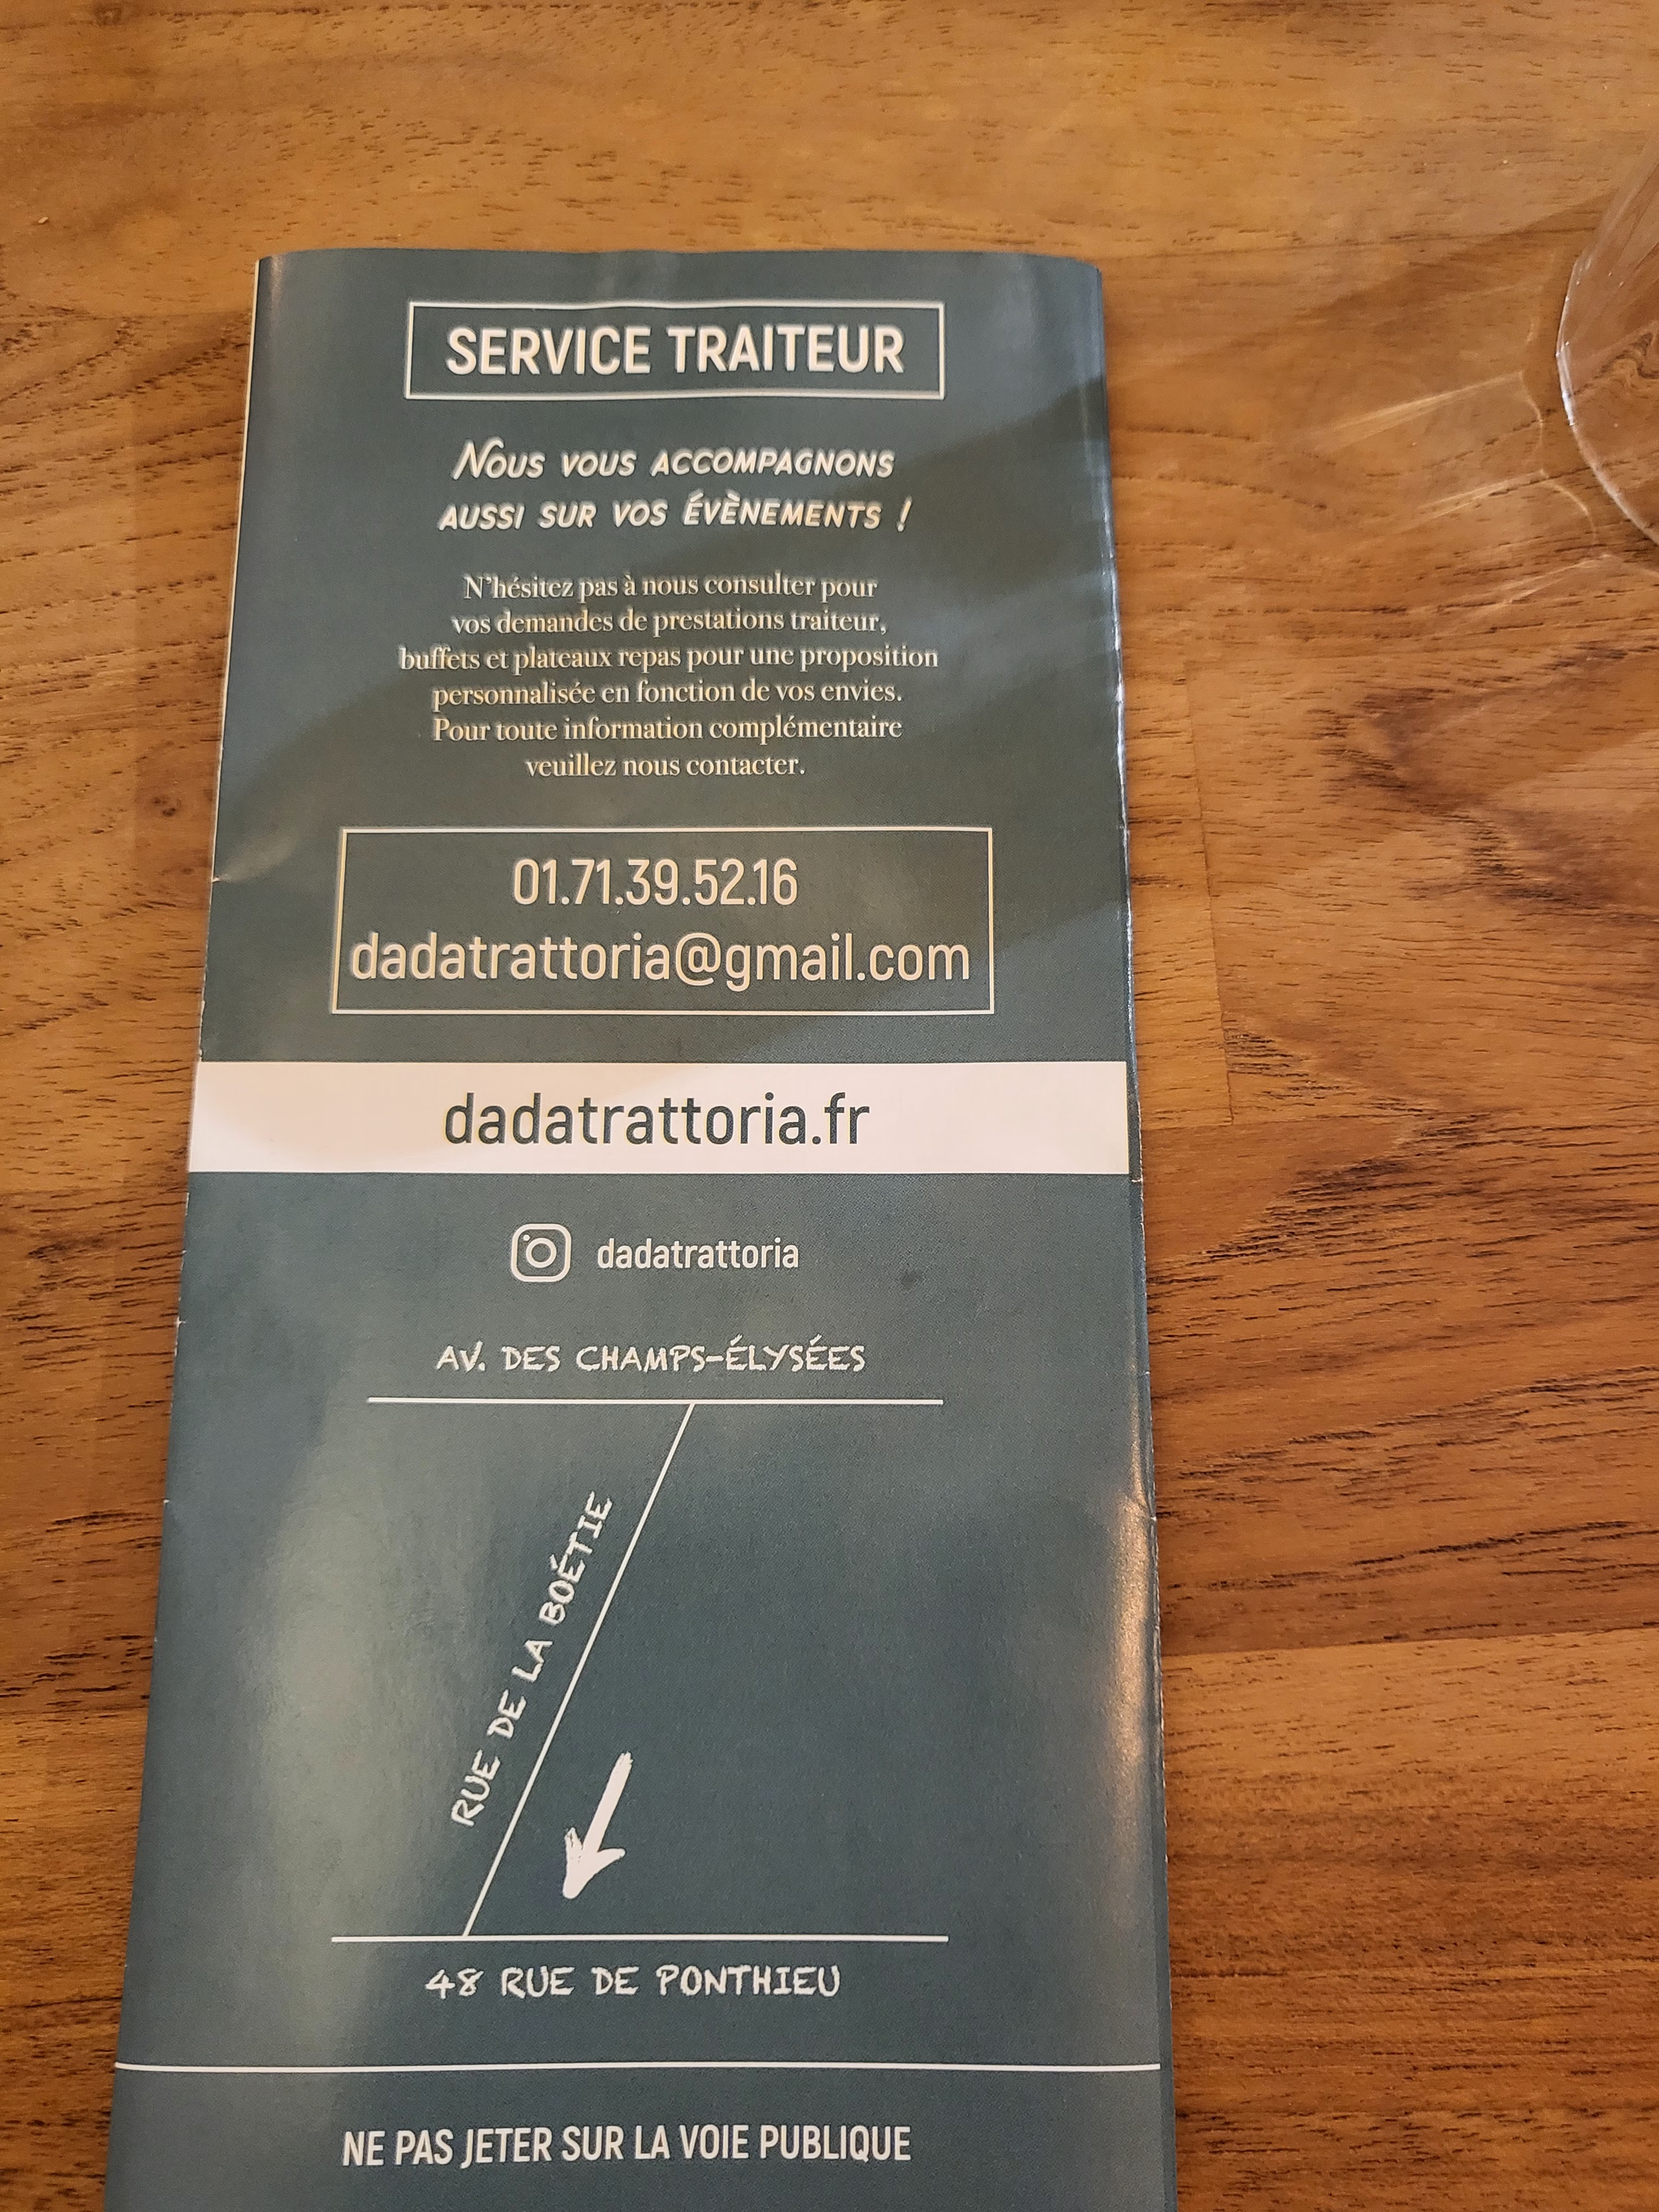 SERVICE TRAITEUR
Nous vous accompagnons
aussi sur vos évènements !
N'hésitez pas à nous consulter pour
vos demandes de prestations traiteur,
buffets et plateaux repas pour une proposition
personnalisée en fonction de vos envies.
Pour toute information complémentaire
veuillez nous contacter.
01.71.39.52.16
dadatrattoria@gmail.com
dadatrattoria.fr
dadatrattoria
AV. DES CHAMPS-ÉLYSÉES
RUE DE LA BOÉTIE
48 RUE DE PONTHIEU
NE PAS JETER SUR LA VOIE PUBLIQUE